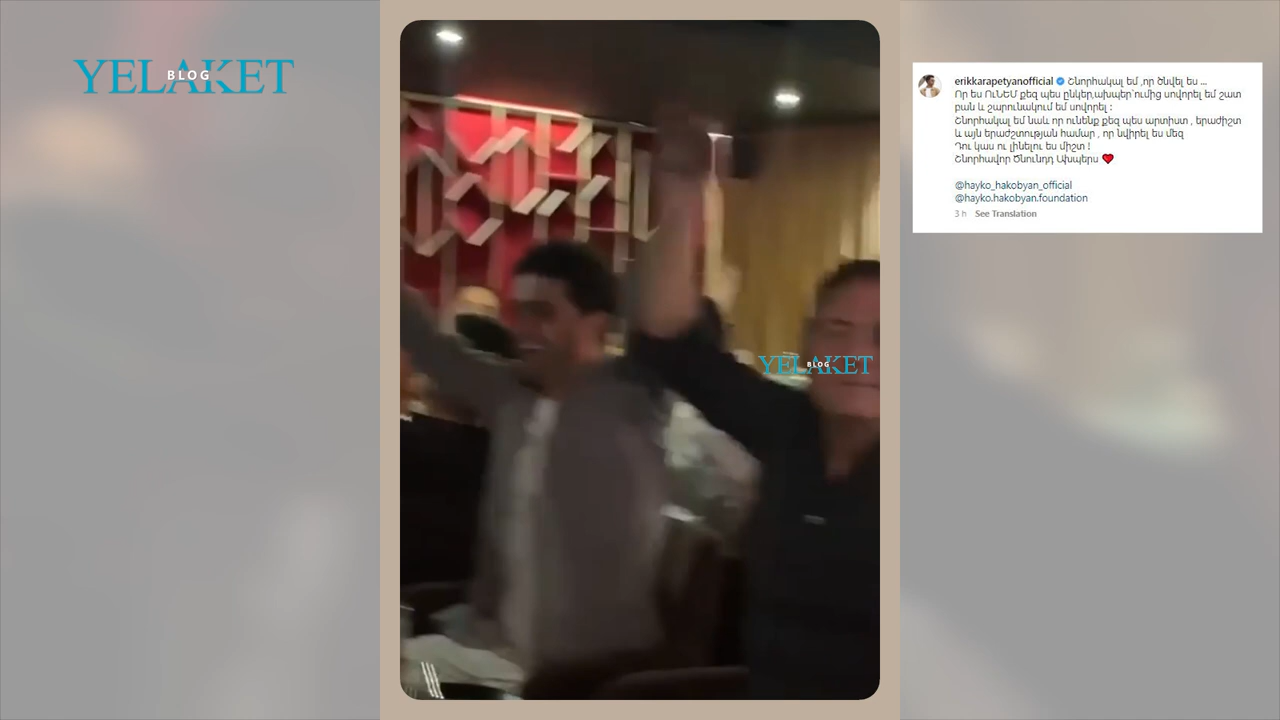 YELAKET
BLOG
erikkarapetyanofficial Շնորհակալ եմ ,որ ծնվել ես ...
Որ ես ՈւՆԵՄ քեզ պես ընկեր,ախպեր՝ումից սովորել եմ շատ
բան և շարունակում եմ սովորել :
Շնորհակալ եմ նաև որ ունենք քեզ պես արտիստ , երաժիշտ
և այն երաժշտության համար , որ նվիրել ես մեզ
Դու կաս ու լինելու ես միշտ !
Շնորհավոր Ծնունդդ Ախպերս ❤️
@hayko_hakobyan_official
@hayko.hakobyan.foundation
3 h See Translation
YELAKET
BLOG